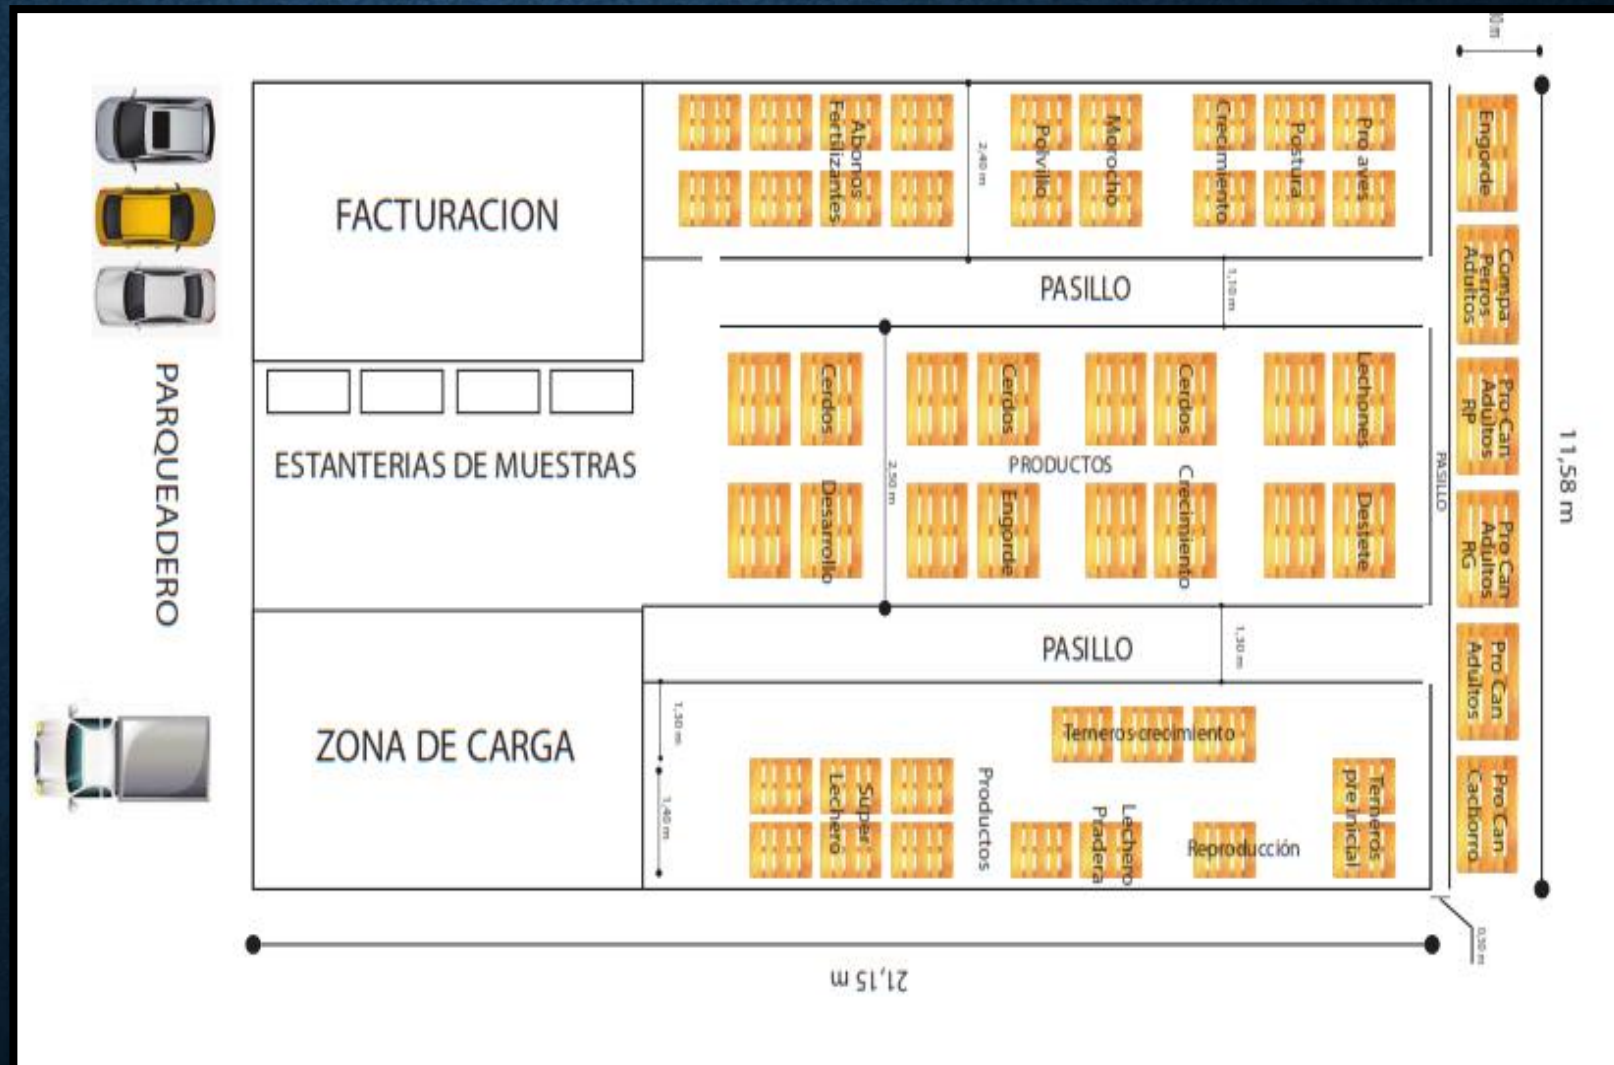 FACTURACION
ESTANTERIAS DE MUESTRAS
ZONA DE CARGA
PARQUEADERO
Abonos
Fertilizantes
2,40 m
Polvillo
Morocho
Crecimiento
Postura
Pro aves
PASILLO
1,10 m
Cerdos
Desarrollo
2,50 m
Cerdos
Engorde
PRODUCTOS
Cerdos
Crecimiento
Lechones
Destete
PASILLO
PASILLO
1,30 m
1,30 m
1,40 m
Super
Lechero
Productos
Terneros crecimiento
Lechero
Pradera
Reproducción
Terneros
pre inicial
Engorde
Compa
Perros
Adultos
Pro Can
Adultos
RP
Pro Can
Adultos
RG
Pro Can
Adultos
Pro Can
Cachorro
11,58 m
21,15 m